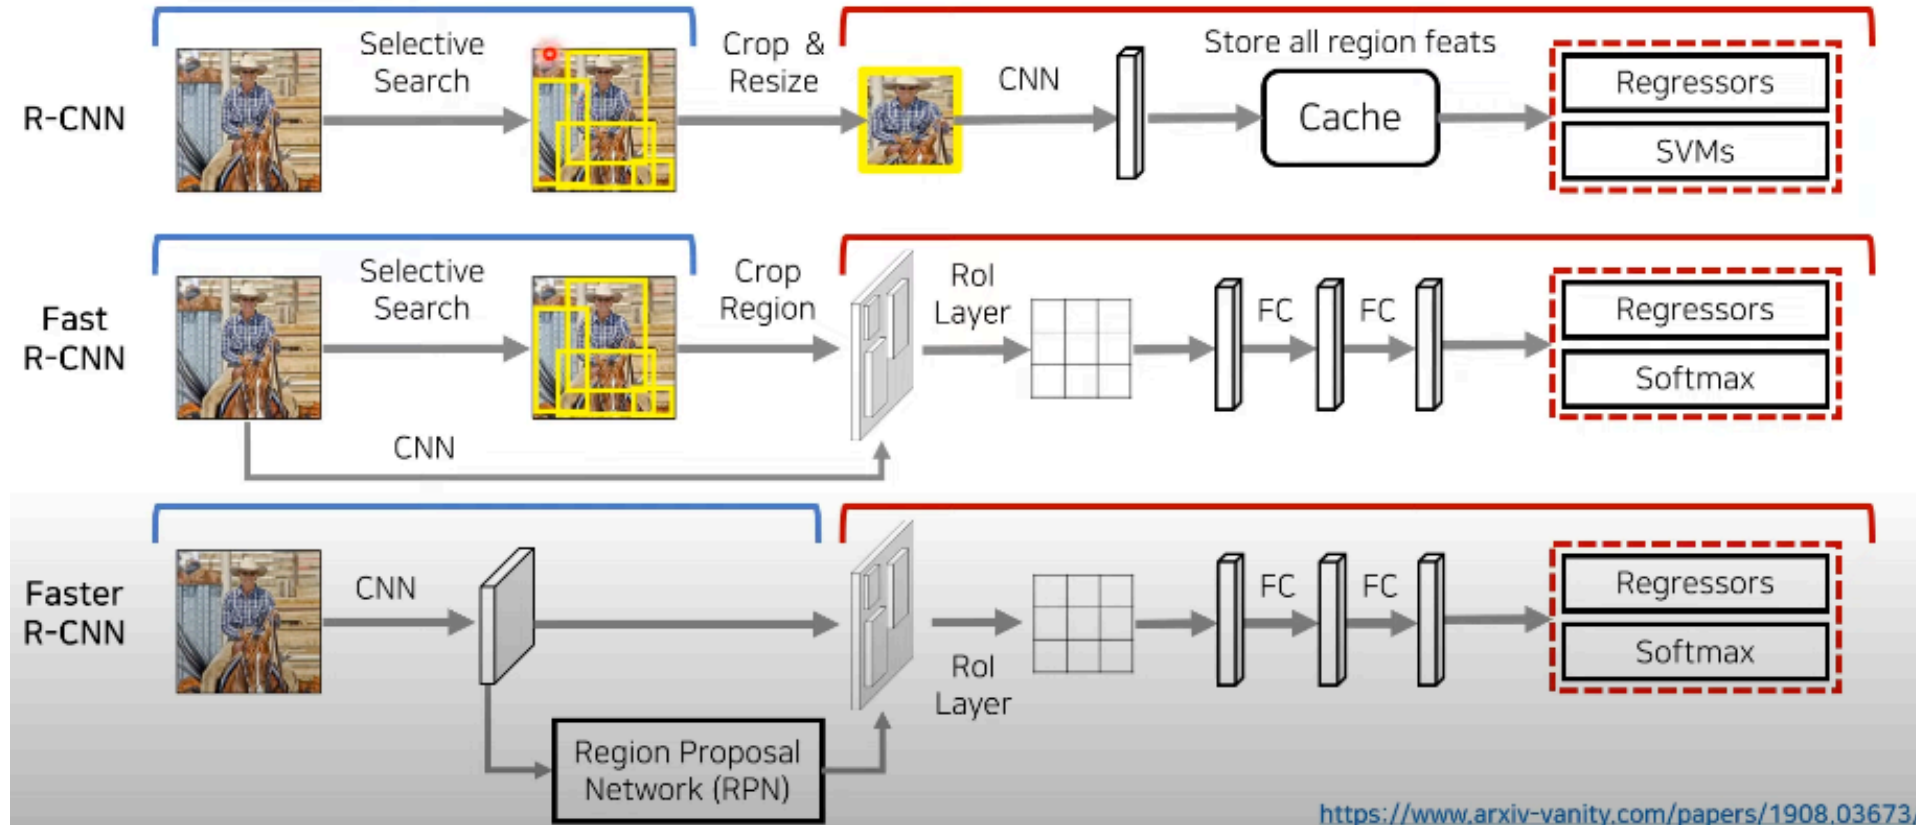 R-CNN
Selective
Search
Crop &
Resize
CNN
Store all region feats
Cache
Regressors
SVMs
Fast
R-CNN
Selective
Search
CNN
Crop
Region
RoI
Layer
FC
FC
Regressors
Softmax
Faster
R-CNN
CNN
Region Proposal
Network (RPN)
RoI
Layer
FC
FC
Regressors
Softmax
https://www.arxiv-vanity.com/papers/1908.03673/